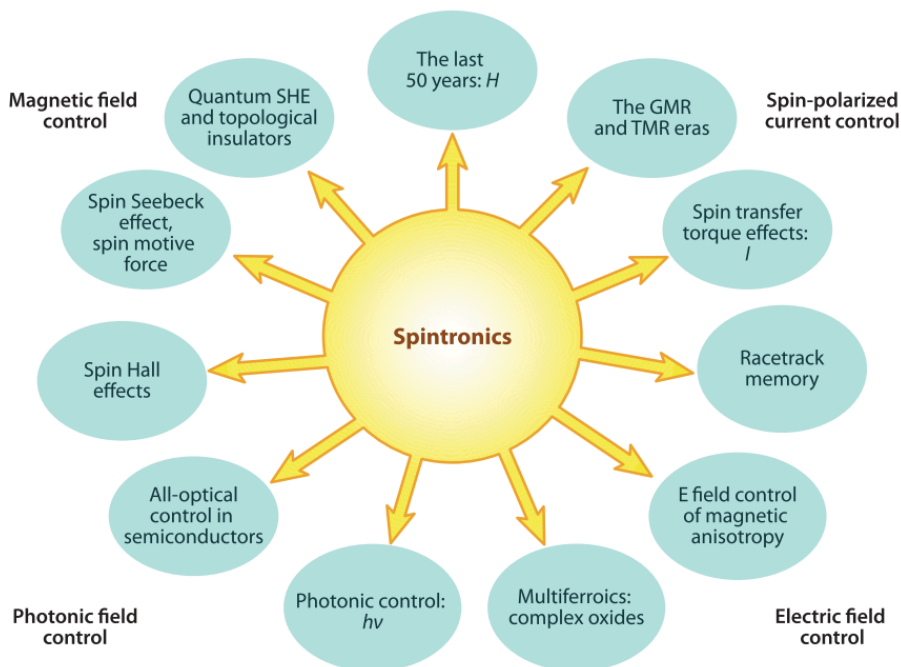 The last
50 years: H
Magnetic field
control
Quantum SHE
and topological
insulators
The GMR
and TMR eras
Spin-polarized
current control
Spin Seebeck
effect,
spin motive
force
Spin transfer
torque effects:
I
Spintronics
Spin Hall
effects
Racetrack
memory
All-optical
control in
semiconductors
E field control
of magnetic
anisotropy
Photonic control:
hν
Multiferroics:
complex oxides
Photonic field
control
Electric field
control